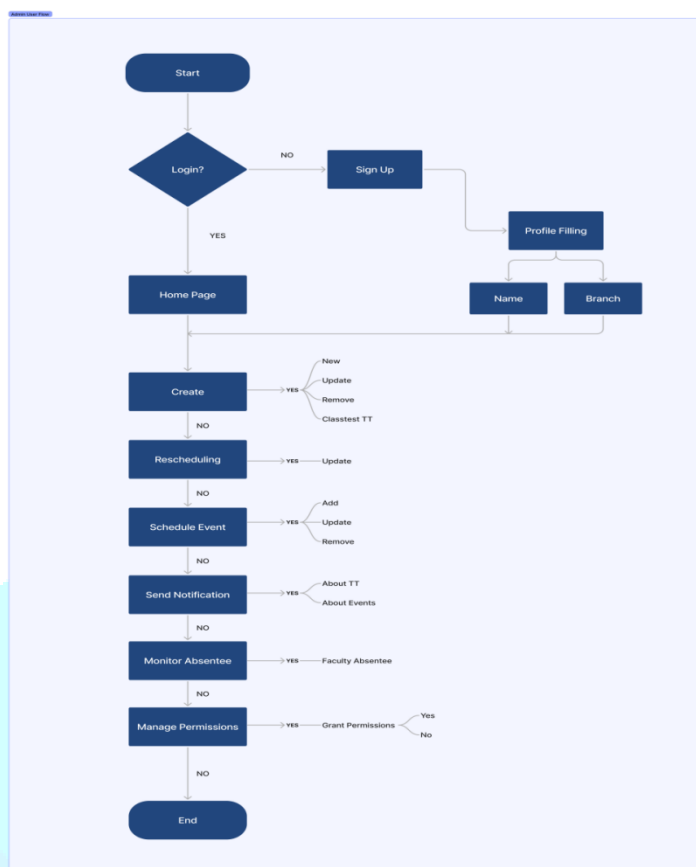 Admin User Flow
Start
Login?
NO
Sign Up
YES
Profile Filling
Home Page
Name
Branch
Create
YES
New
Update
Remove
Classtest TT
NO
Rescheduling
YES
Update
NO
Schedule Event
YES
Add
Update
Remove
NO
Send Notification
YES
About TT
About Events
NO
Monitor Absentee
YES
Faculty Absentee
NO
Manage Permissions
YES
Grant Permissions
Yes
No
NO
End